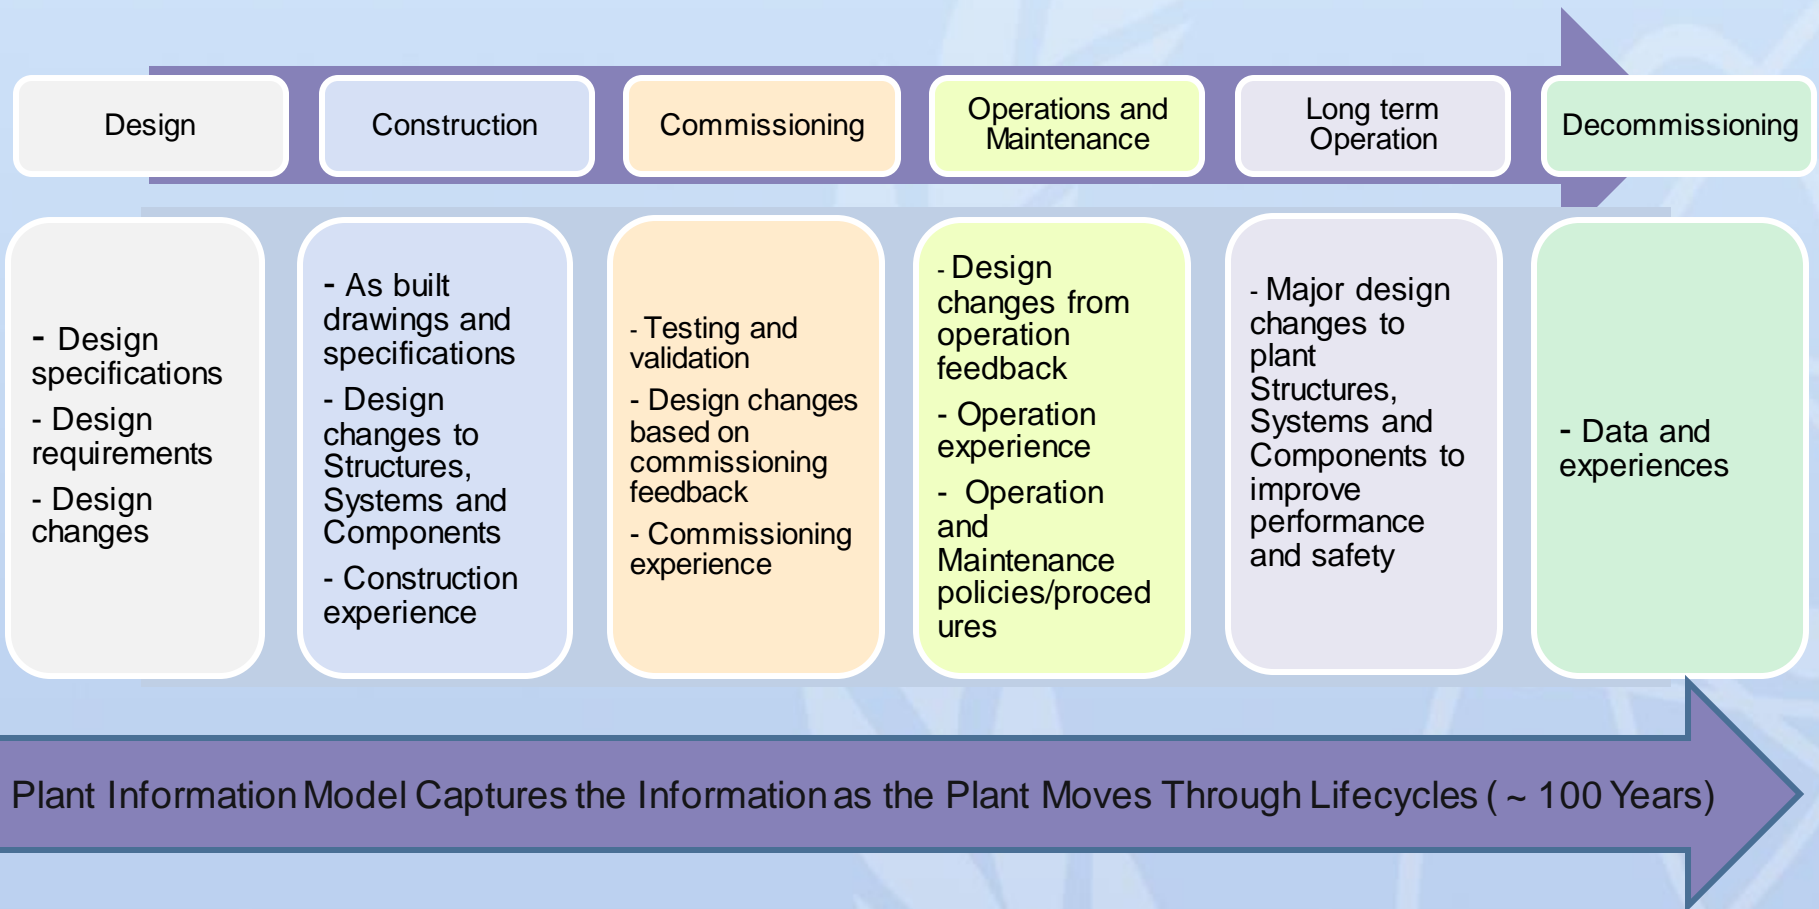 Design
Construction
Commissioning
Operations and
Maintenance
Long term
Operation
Decommissioning
- Design
specifications
- Design
requirements
- Design
changes
- As built
drawings and
specifications
- Design
changes to
Structures,
Systems and
Components
- Construction
experience
- Testing and
validation
- Design changes
based on
commissioning
feedback
- Commissioning
experience
- Design
changes from
operation
feedback
- Operation
experience
- Operation
and
Maintenance
policies/proced
ures
- Major design
changes to
plant
Structures,
Systems and
Components to
improve
performance
and safety
- Data and
experiences
Plant Information Model Captures the Information as the Plant Moves Through Lifecycles ( ~ 100 Years)